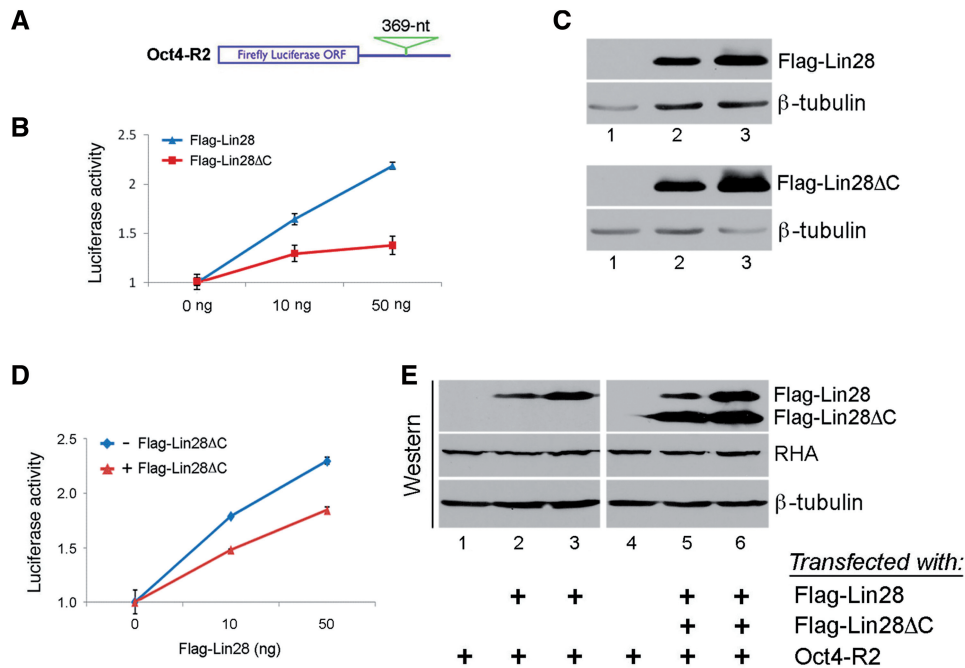 A
369-nt
Oct4-R2
Firefly Luciferase ORF
B
Luciferase activity
2.5
2
1.5
1
Flag-Lin28
Flag-Lin28ΔC
0 ng
10 ng
50 ng
C
Flag-Lin28
β-tubulin
1 2 3
Flag-Lin28ΔC
β-tubulin
1 2 3
D
Luciferase activity
2.5
2.0
1.5
1.0
- Flag-Lin28ΔC
+ Flag-Lin28ΔC
0 10 50
Flag-Lin28 (ng)
E
Western
Flag-Lin28
Flag-Lin28ΔC
RHA
β-tubulin
1 2 3 4 5 6
Transfected with:
+ + + + Flag-Lin28
+ + Flag-Lin28ΔC
+ + + + + + Oct4-R2